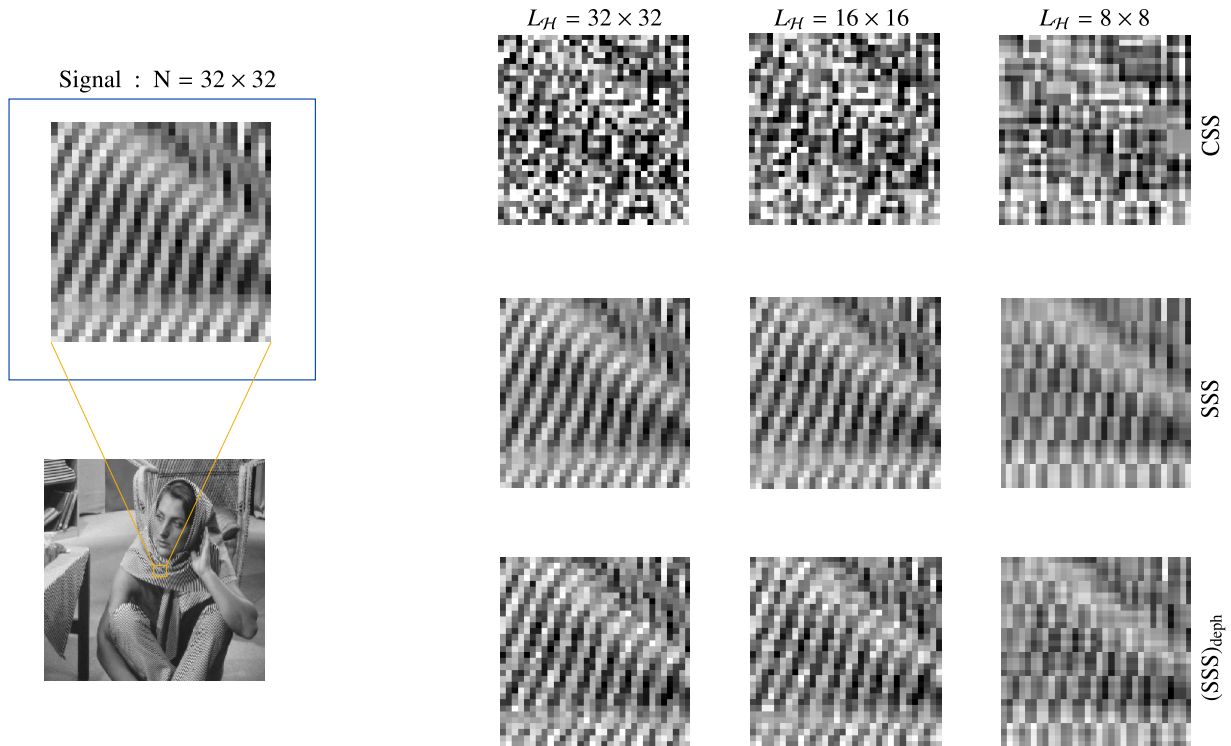 Signal : N = 32 × 32
L_ℋ = 32 × 32
L_ℋ = 16 × 16
L_ℋ = 8 × 8
CSS
SSS
(SSS)_deph